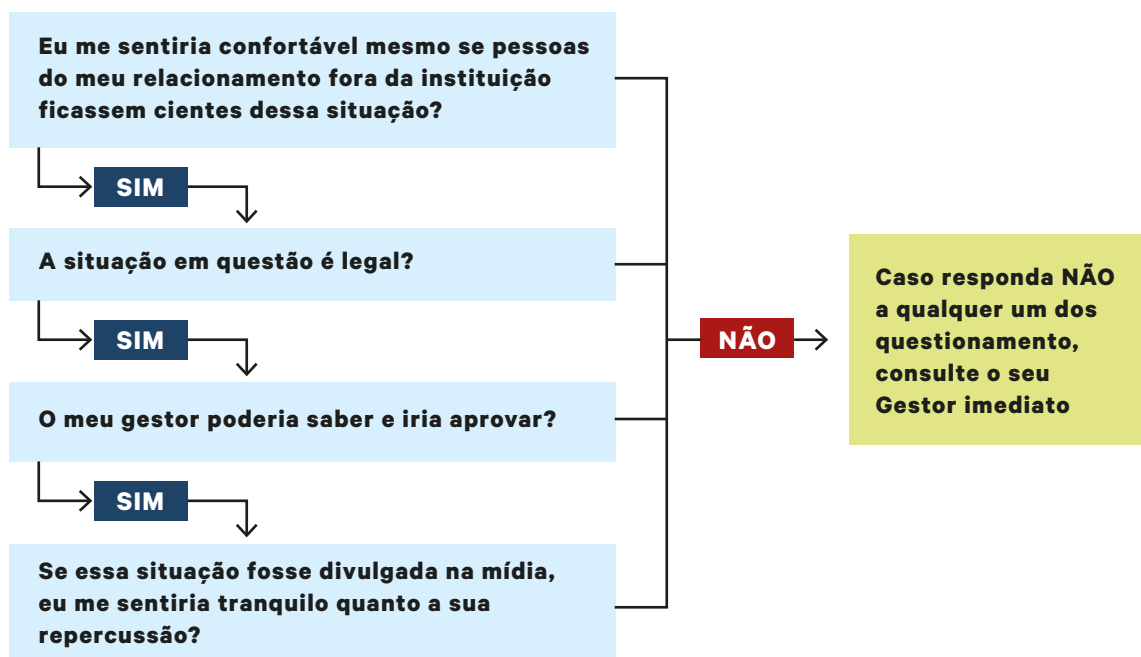 Eu me sentiria confortável mesmo se pessoas
do meu relacionamento fora da instituição
ficassem cientes dessa situação?
SIM
A situação em questão é legal?
SIM
O meu gestor poderia saber e iria aprovar?
SIM
Se essa situação fosse divulgada na mídia,
eu me sentiria tranquilo quanto a sua
repercussão?
NÃO
Caso responda NÃO
a qualquer um dos
questionamento,
consulte o seu
Gestor imediato